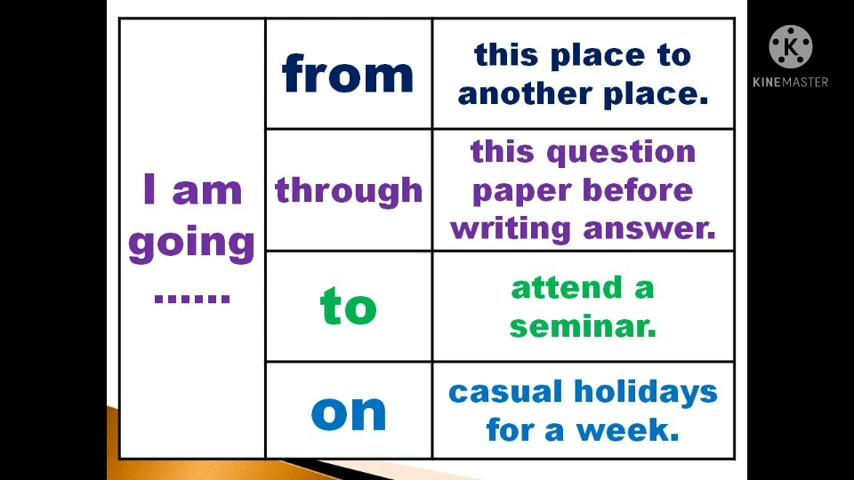 I am
going
.......
from
this place to
another place.
through
this question
paper before
writing answer.
to
attend a
seminar.
on
casual holidays
for a week.
K
KINEMASTER